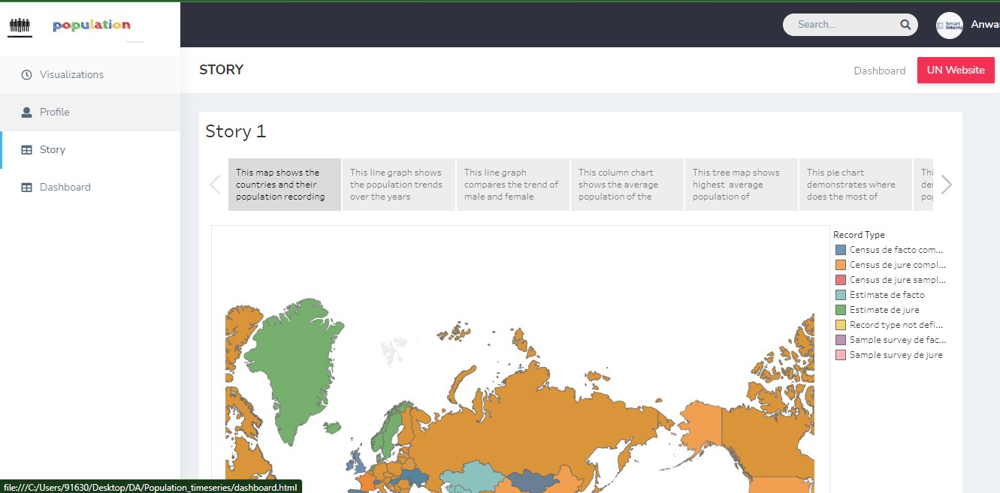 population
Search...
Smart
Internz
Anwa
Visualizations
Profile
Story
Dashboard
STORY
Dashboard
UN Website
Story 1
This map shows the
countries and their
population recording
This line graph shows
the population trends
over the years
This line graph
compares the trend of
male and female
This column chart
shows the average
population of the
This tree map shows
highest average
population of
This pie chart
demonstrates where
does the most of
Thi
der
pop
Record Type
Census de facto com...
Census de jure compl...
Census de jure sampl...
Estimate de facto
Estimate de jure
Record type not defi...
Sample survey de fac...
Sample survey de jure
file:///C:/Users/91630/Desktop/DA/Population_timeseries/dashboard.html